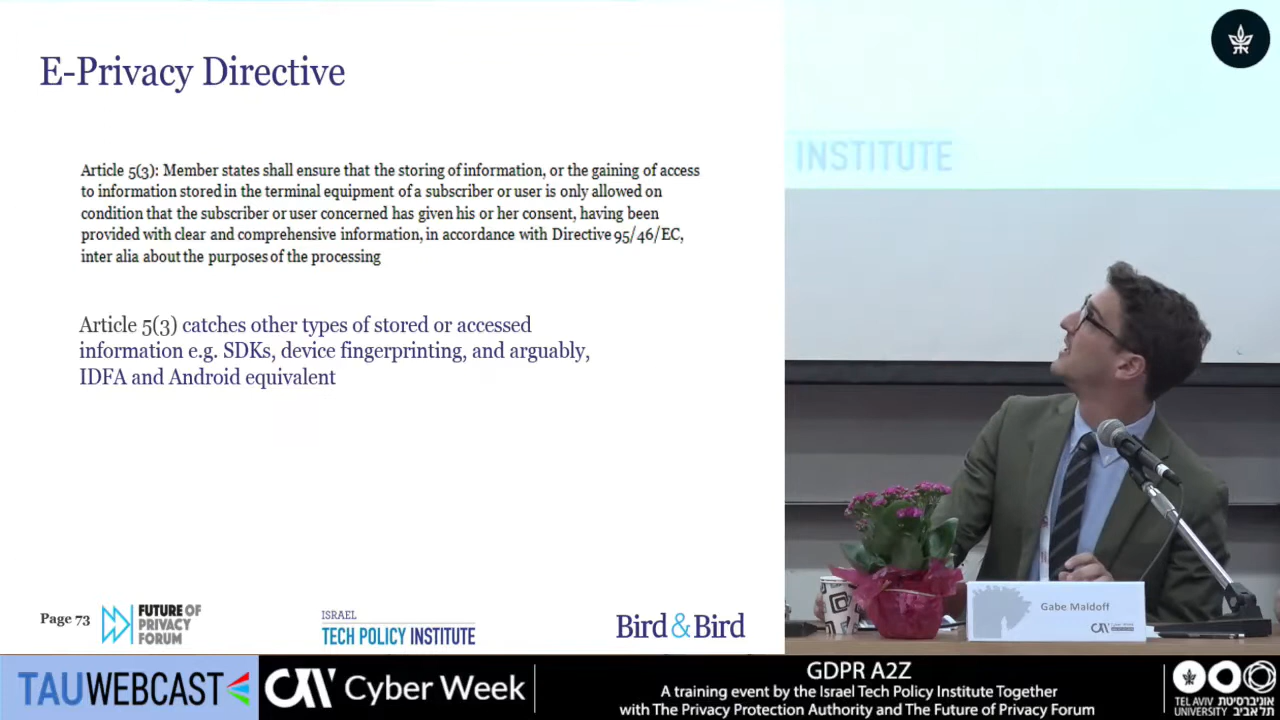 E-Privacy Directive
Article 5(3): Member states shall ensure that the storing of information, or the gaining of access
to information stored in the terminal equipment of a subscriber or user is only allowed on
condition that the subscriber or user concerned has given his or her consent, having been
provided with clear and comprehensive information, in accordance with Directive 95/46/EC,
inter alia about the purposes of the processing
Article 5(3) catches other types of stored or accessed
information e.g. SDKs, device fingerprinting, and arguably,
IDFA and Android equivalent
Page 73
FUTURE OF
PRIVACY
FORUM
ISRAEL
TECH POLICY INSTITUTE
Bird&Bird
INSTITUTE
Gabe Maldoff
Cyber Week
TAUWEBCAST
Cyber Week
GDPR A2Z
A training event by the Israel Tech Policy Institute Together
with The Privacy Protection Authority and The Future of Privacy Forum
TEL AVIV אוניברסיטת
UNIVERSITY תל אביב